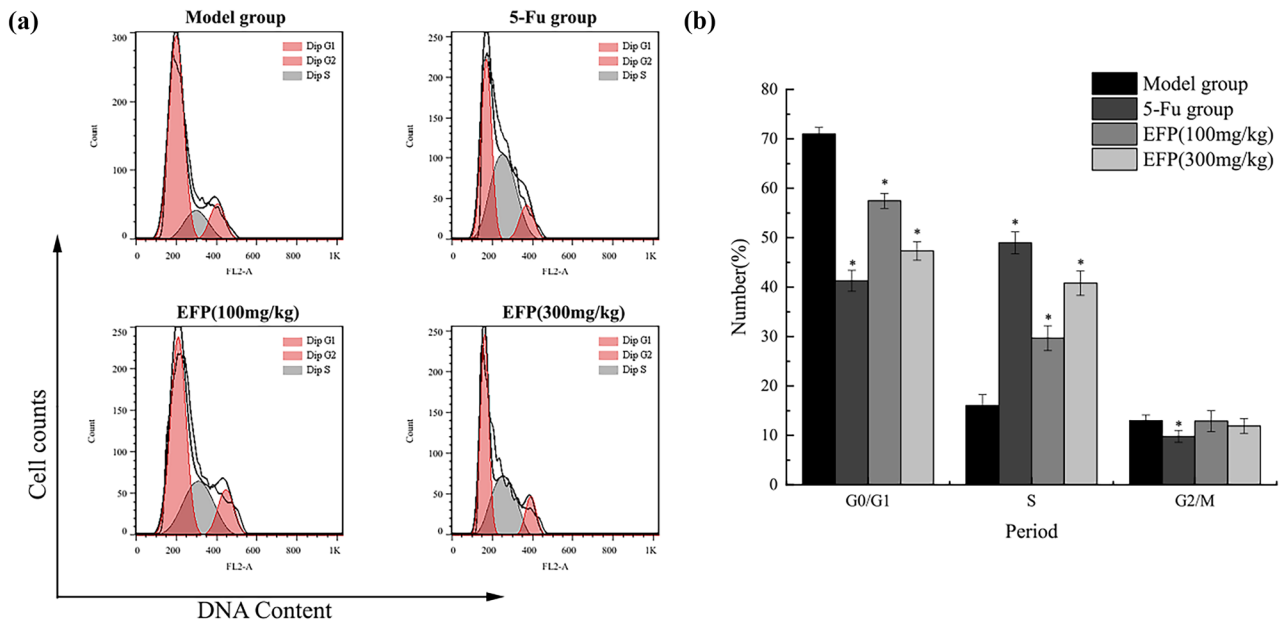 (a)
Model group
300
200
100
0
Count
Dip G1
Dip G2
Dip S
0 200 400 600 800 1K
FL2-A
5-Fu group
250
200
150
100
50
0
Count
Dip G1
Dip G2
Dip S
0 200 400 600 800 1K
FL2-A
EFP(100mg/kg)
250
200
150
100
50
0
Count
Dip G1
Dip G2
Dip S
0 200 400 600 800 1K
FL2-A
EFP(300mg/kg)
250
200
150
100
50
0
Count
Dip G1
Dip G2
Dip S
0 200 400 600 800 1K
FL2-A
Cell counts
DNA Content
(b)
Model group
5-Fu group
EFP(100mg/kg)
EFP(300mg/kg)
80
70
60
50
40
30
20
10
0
Number(%)
* * *
* * *
*
G0/G1 S G2/M
Period